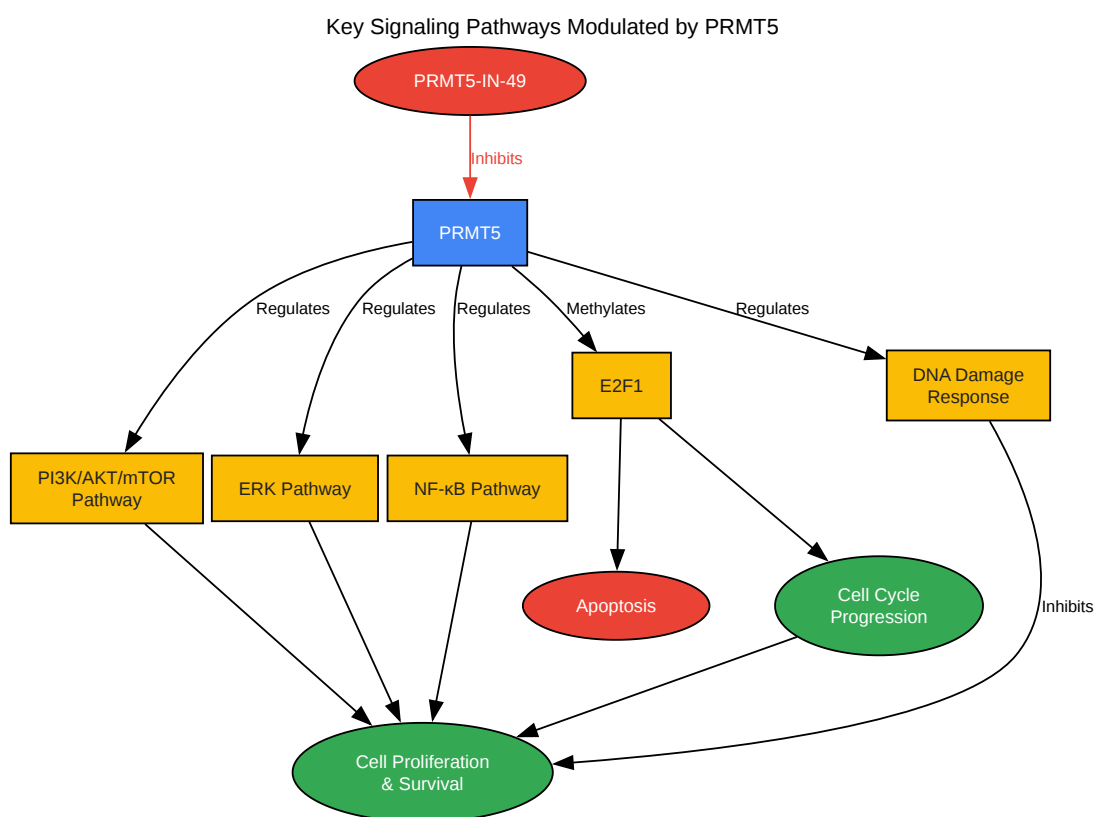 Key Signaling Pathways Modulated by PRMT5
PRMT5-IN-49
Inhibits
PRMT5
Regulates
Regulates
Regulates
Methylates
Regulates
E2F1
DNA Damage
Response
PI3K/AKT/mTOR
Pathway
ERK Pathway
NF-κB Pathway
Apoptosis
Cell Cycle
Progression
Inhibits
Cell Proliferation
& Survival